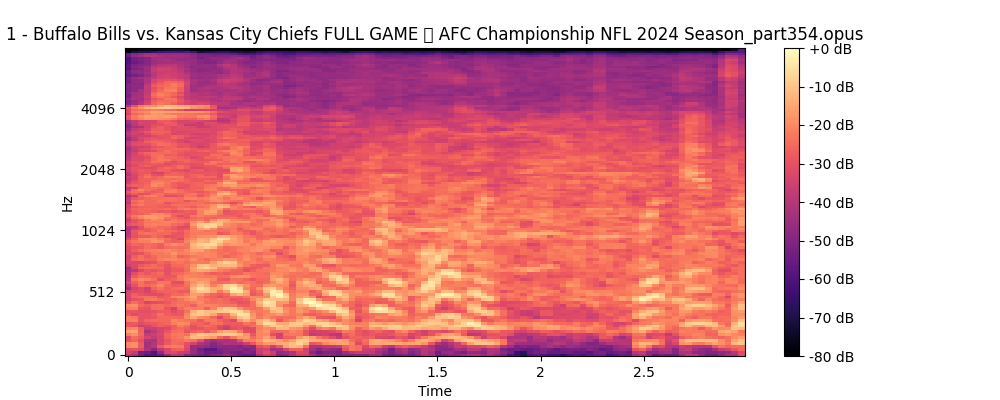 1 - Buffalo Bills vs. Kansas City Chiefs FULL GAME  AFC Championship NFL 2024 Season_part354.opus
+0 dB
-10 dB
-20 dB
-30 dB
-40 dB
-50 dB
-60 dB
-70 dB
-80 dB
4096
2048
1024
512
0
Hz
0
0.5
1
1.5
2
2.5
Time